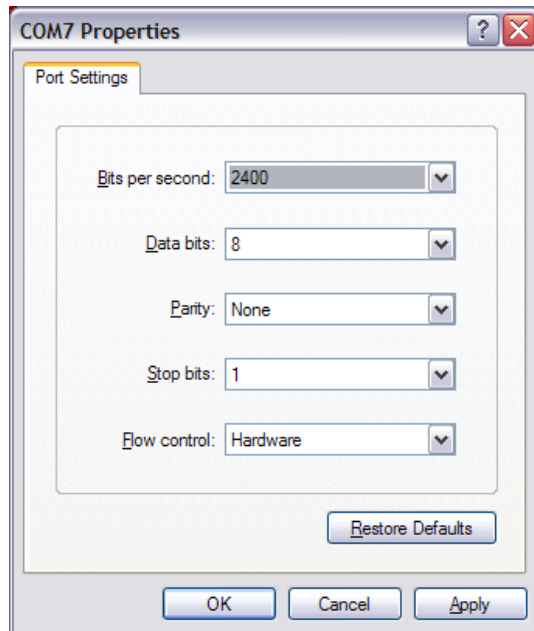 COM7 Properties
Port Settings
Bits per second: 2400
Data bits: 8
Parity: None
Stop bits: 1
Flow control: Hardware
Restore Defaults
OK Cancel Apply